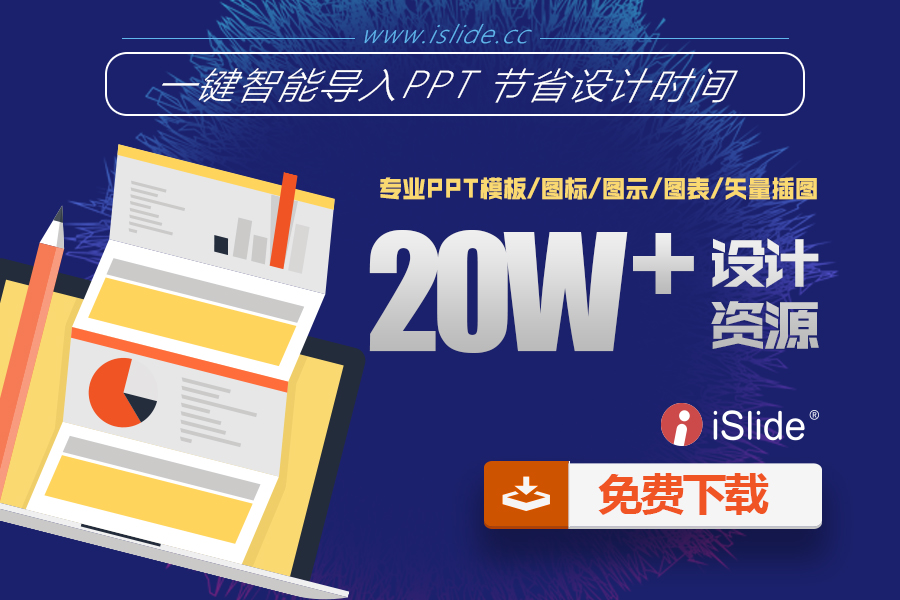 www.islide.cc
一键智能导入PPT 节省设计时间
专业PPT模板/图标/图示/图表/矢量插图
20W+ 设计
资源
iSlide®
免费下载